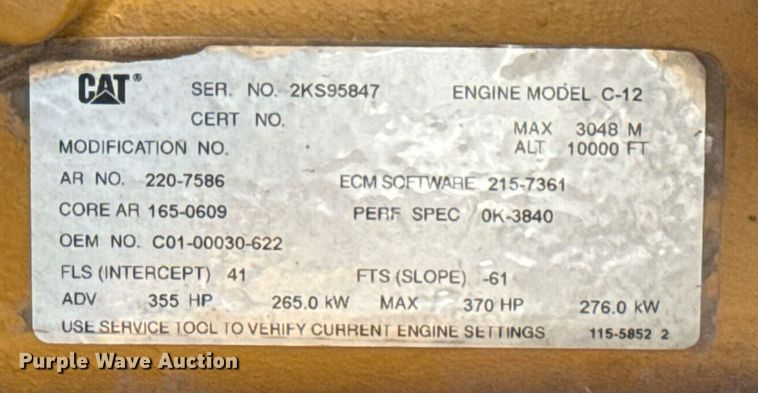 CAT® SER. NO. 2KS95847 ENGINE MODEL C-12
CERT NO. MAX 3048 M
MODIFICATION NO. ALT 10000 FT
AR NO. 220-7586 ECM SOFTWARE 215-7361
CORE AR 165-0609 PERF SPEC 0K-3840
OEM NO. C01-00030-622
FLS (INTERCEPT) 41 FTS (SLOPE) -61
ADV 355 HP 265.0 kW MAX 370 HP 276.0 kW
USE SERVICE TOOL TO VERIFY CURRENT ENGINE SETTINGS 115-5852 2
Purple Wave Auction